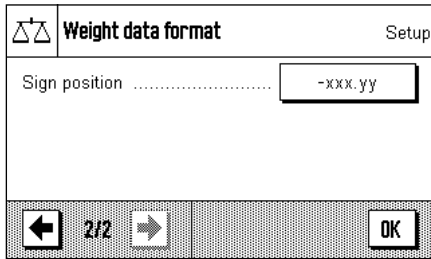 Weight data format Setup
Sign position .......................... -xxx.yy
2/2 OK